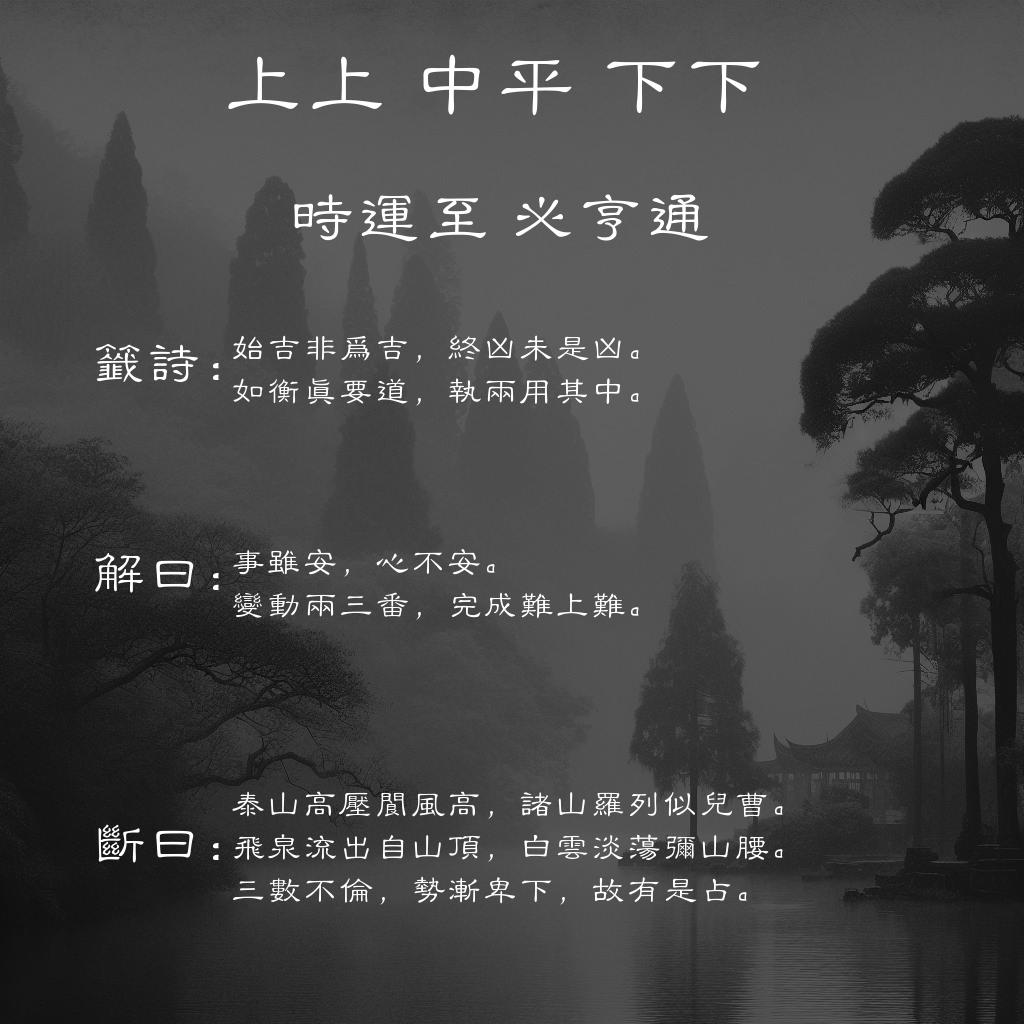 上上 中平 下下
時運至 必亨通
籤詩：始吉非爲吉，終凶未是凶。
如衡眞要道，執兩用其中。
解曰：事雖安，心不安。
變動兩三番，完成難上難。
斷曰：泰山高壓閬風高，諸山羅列似兒曹。
飛泉流出自山頂，白雲淡蕩彌山腰。
三數不倫，勢漸卑下，故有是占。